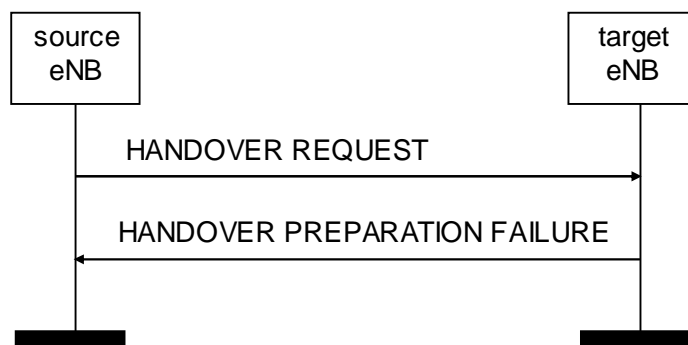 source
eNB
target
eNB
HANDOVER REQUEST
HANDOVER PREPARATION FAILURE